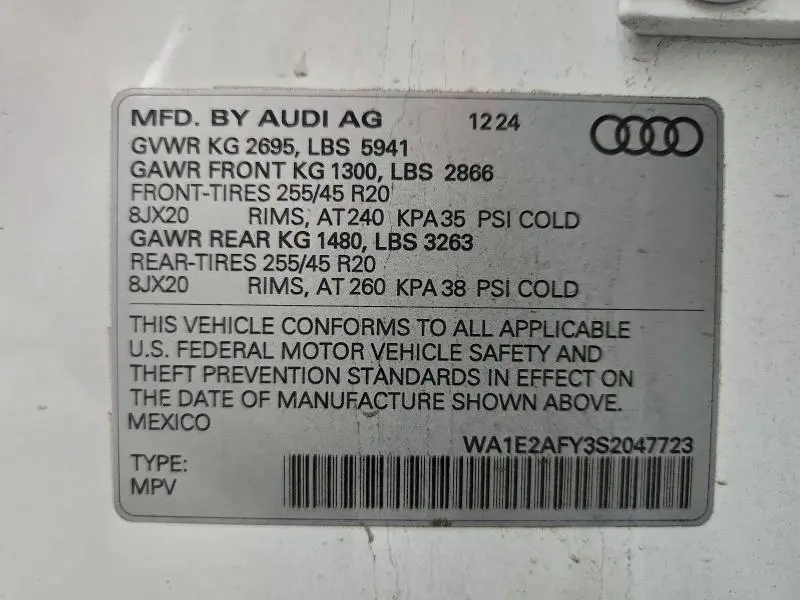 MFD. BY AUDI AG 12 24
GVWR KG 2695, LBS 5941
GAWR FRONT KG 1300, LBS 2866
FRONT-TIRES 255/45 R20
8JX20 RIMS, AT 240 KPA 35 PSI COLD
GAWR REAR KG 1480, LBS 3263
REAR-TIRES 255/45 R20
8JX20 RIMS, AT 260 KPA 38 PSI COLD
THIS VEHICLE CONFORMS TO ALL APPLICABLE
U.S. FEDERAL MOTOR VEHICLE SAFETY AND
THEFT PREVENTION STANDARDS IN EFFECT ON
THE DATE OF MANUFACTURE SHOWN ABOVE.
MEXICO
WA1E2AFY3S2047723
TYPE:
MPV